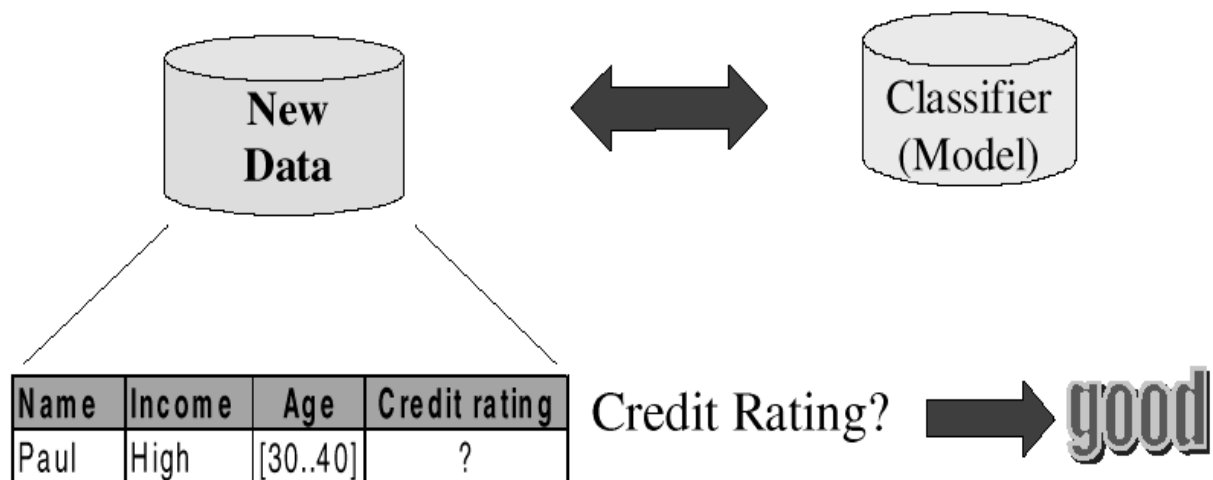 New
Data
Classifier
(Model)
Name Income Age Credit rating
Paul High [30..40] ?
Credit Rating? good